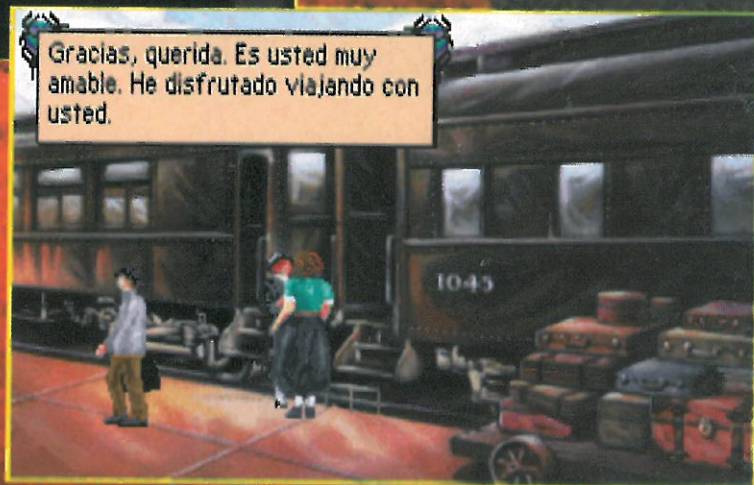 Gracias, querida. Es usted muy
amable. He disfrutado viajando con
usted.
1045